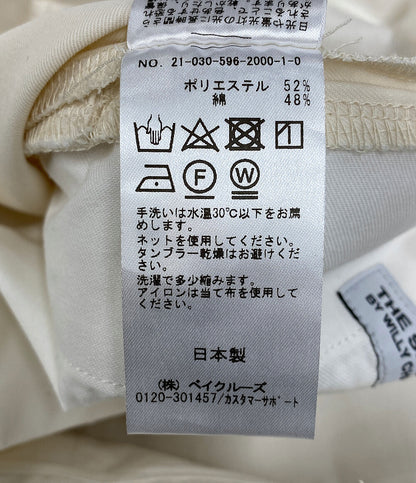 NO. 21-030-596-2000-1-0
ポリエステル 52%
綿 48%
F
W
手洗いは水温30℃以下をお薦
めします。
ネットを使用してください。
タンブラー乾燥はお避けくだ
さい。
洗濯で多少縮みます。
アイロンは当て布を使用して
ください。
日本製
(株) ベイクルーズ
0120-301457/カスタマーサポート
THE S
BY WILLY C